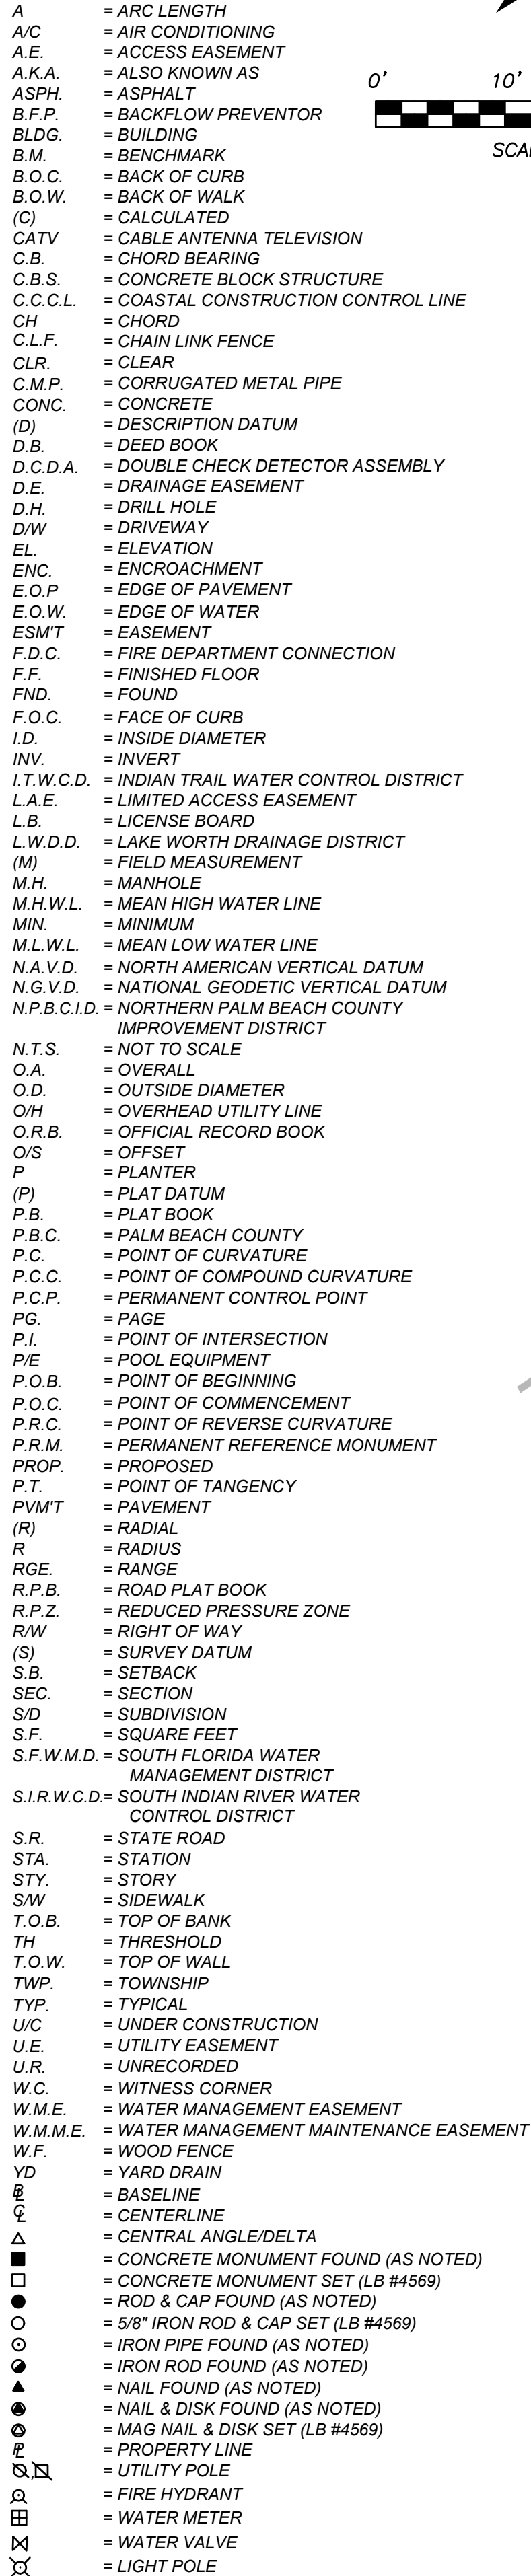 A = ARC LENGTH
A/C = AIR CONDITIONING
A.E. = ACCESS EASEMENT
A.K.A. = ALSO KNOWN AS
0' 10'
ASPH. = ASPHALT
B.F.P. = BACKFLOW PREVENTOR
BLDG. = BUILDING
B.M. = BENCHMARK
B.O.C. = BACK OF CURB
B.O.W. = BACK OF WALK
(C) = CALCULATED
CATV = CABLE ANTENNA TELEVISION
C.B. = CHORD BEARING
C.B.S. = CONCRETE BLOCK STRUCTURE
C.C.C.L. = COASTAL CONSTRUCTION CONTROL LINE
CH = CHORD
C.L.F. = CHAIN LINK FENCE
CLR. = CLEAR
C.M.P. = CORRUGATED METAL PIPE
CONC. = CONCRETE
(D) = DESCRIPTION DATUM
D.B. = DEED BOOK
D.C.D.A. = DOUBLE CHECK DETECTOR ASSEMBLY
D.E. = DRAINAGE EASEMENT
D.H. = DRILL HOLE
D/W = DRIVEWAY
EL. = ELEVATION
ENC. = ENCROACHMENT
E.O.P = EDGE OF PAVEMENT
E.O.W. = EDGE OF WATER
ESM'T = EASEMENT
F.D.C. = FIRE DEPARTMENT CONNECTION
F.F. = FINISHED FLOOR
FND. = FOUND
F.O.C. = FACE OF CURB
I.D. = INSIDE DIAMETER
INV. = INVERT
I.T.W.C.D. = INDIAN TRAIL WATER CONTROL DISTRICT
L.A.E. = LIMITED ACCESS EASEMENT
L.B. = LICENSE BOARD
L.W.D.D. = LAKE WORTH DRAINAGE DISTRICT
(M) = FIELD MEASUREMENT
M.H. = MANHOLE
M.H.W.L. = MEAN HIGH WATER LINE
MIN. = MINIMUM
M.L.W.L. = MEAN LOW WATER LINE
N.A.V.D. = NORTH AMERICAN VERTICAL DATUM
N.G.V.D. = NATIONAL GEODETIC VERTICAL DATUM
N.P.B.C.I.D. = NORTHERN PALM BEACH COUNTY
IMPROVEMENT DISTRICT
N.T.S. = NOT TO SCALE
O.A. = OVERALL
O.D. = OUTSIDE DIAMETER
O/H = OVERHEAD UTILITY LINE
O.R.B. = OFFICIAL RECORD BOOK
O/S = OFFSET
P = PLANTER
(P) = PLAT DATUM
P.B. = PLAT BOOK
P.B.C. = PALM BEACH COUNTY
P.C. = POINT OF CURVATURE
P.C.C. = POINT OF COMPOUND CURVATURE
P.C.P. = PERMANENT CONTROL POINT
PG. = PAGE
P.I. = POINT OF INTERSECTION
P/E = POOL EQUIPMENT
P.O.B. = POINT OF BEGINNING
P.O.C. = POINT OF COMMENCEMENT
P.R.C. = POINT OF REVERSE CURVATURE
P.R.M. = PERMANENT REFERENCE MONUMENT
PROP. = PROPOSED
P.T. = POINT OF TANGENCY
PVM'T = PAVEMENT
(R) = RADIAL
R = RADIUS
RGE. = RANGE
R.P.B. = ROAD PLAT BOOK
R.P.Z. = REDUCED PRESSURE ZONE
R/W = RIGHT OF WAY
(S) = SURVEY DATUM
S.B. = SETBACK
SEC. = SECTION
S/D = SUBDIVISION
S.F. = SQUARE FEET
S.F.W.M.D. = SOUTH FLORIDA WATER
MANAGEMENT DISTRICT
S.I.R.W.C.D.= SOUTH INDIAN RIVER WATER
CONTROL DISTRICT
S.R. = STATE ROAD
STA. = STATION
STY. = STORY
S/W = SIDEWALK
T.O.B. = TOP OF BANK
TH = THRESHOLD
T.O.W. = TOP OF WALL
TWP. = TOWNSHIP
TYP. = TYPICAL
U/C = UNDER CONSTRUCTION
U.E. = UTILITY EASEMENT
U.R. = UNRECORDED
W.C. = WITNESS CORNER
W.M.E. = WATER MANAGEMENT EASEMENT
W.M.M.E. = WATER MANAGEMENT MAINTENANCE EASEMENT
W.F. = WOOD FENCE
YD = YARD DRAIN
BL = BASELINE
CL = CENTERLINE
△ = CENTRAL ANGLE/DELTA
= CONCRETE MONUMENT FOUND (AS NOTED)
= CONCRETE MONUMENT SET (LB #4569)
= ROD & CAP FOUND (AS NOTED)
= 5/8" IRON ROD & CAP SET (LB #4569)
= IRON PIPE FOUND (AS NOTED)
= IRON ROD FOUND (AS NOTED)
= NAIL FOUND (AS NOTED)
= NAIL & DISK FOUND (AS NOTED)
= MAG NAIL & DISK SET (LB #4569)
PL = PROPERTY LINE
= UTILITY POLE
= FIRE HYDRANT
= WATER METER
= WATER VALVE
= LIGHT POLE